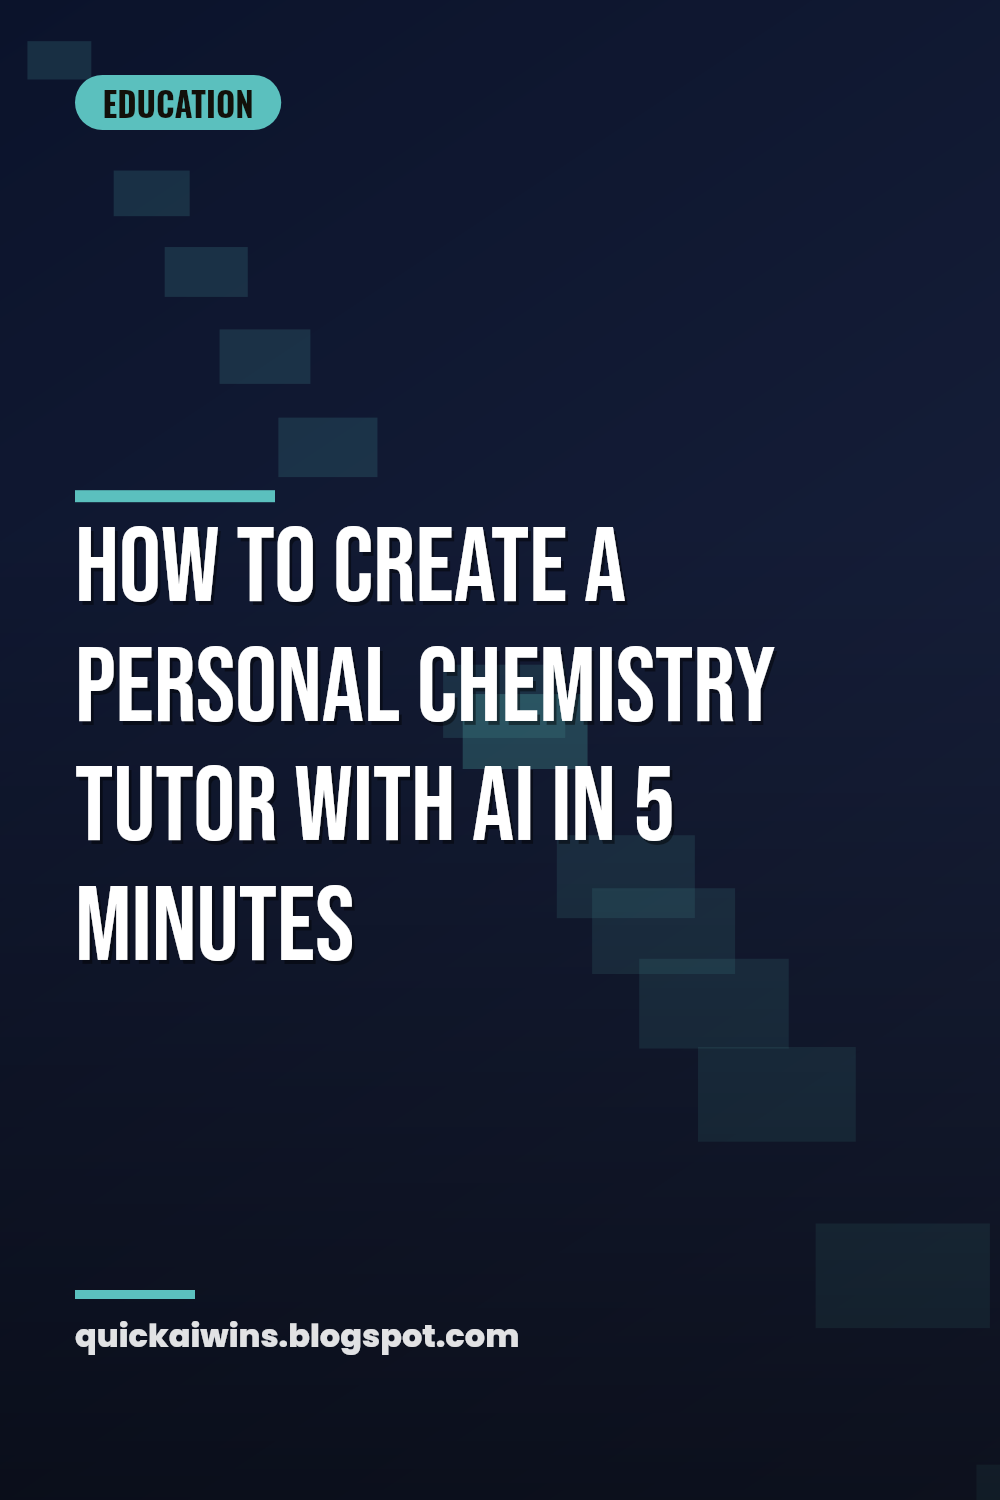 EDUCATION
HOW TO CREATE A
PERSONAL CHEMISTRY
TUTOR WITH AI IN 5
MINUTES
quickaiwins.blogspot.com